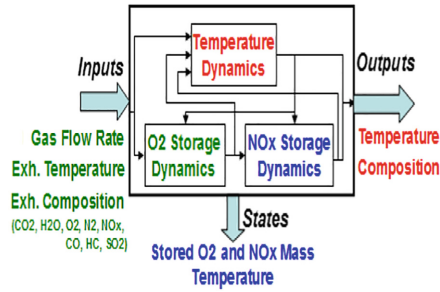 Inputs
Temperature
Dynamics
Outputs
Gas Flow Rate
Exh. Temperature
Exh. Composition
(CO2, H2O, O2, N2, NOx,
CO, HC, SO2)
O2 Storage
Dynamics
NOx Storage
Dynamics
Temperature
Composition
States
Stored O2 and NOx Mass
Temperature